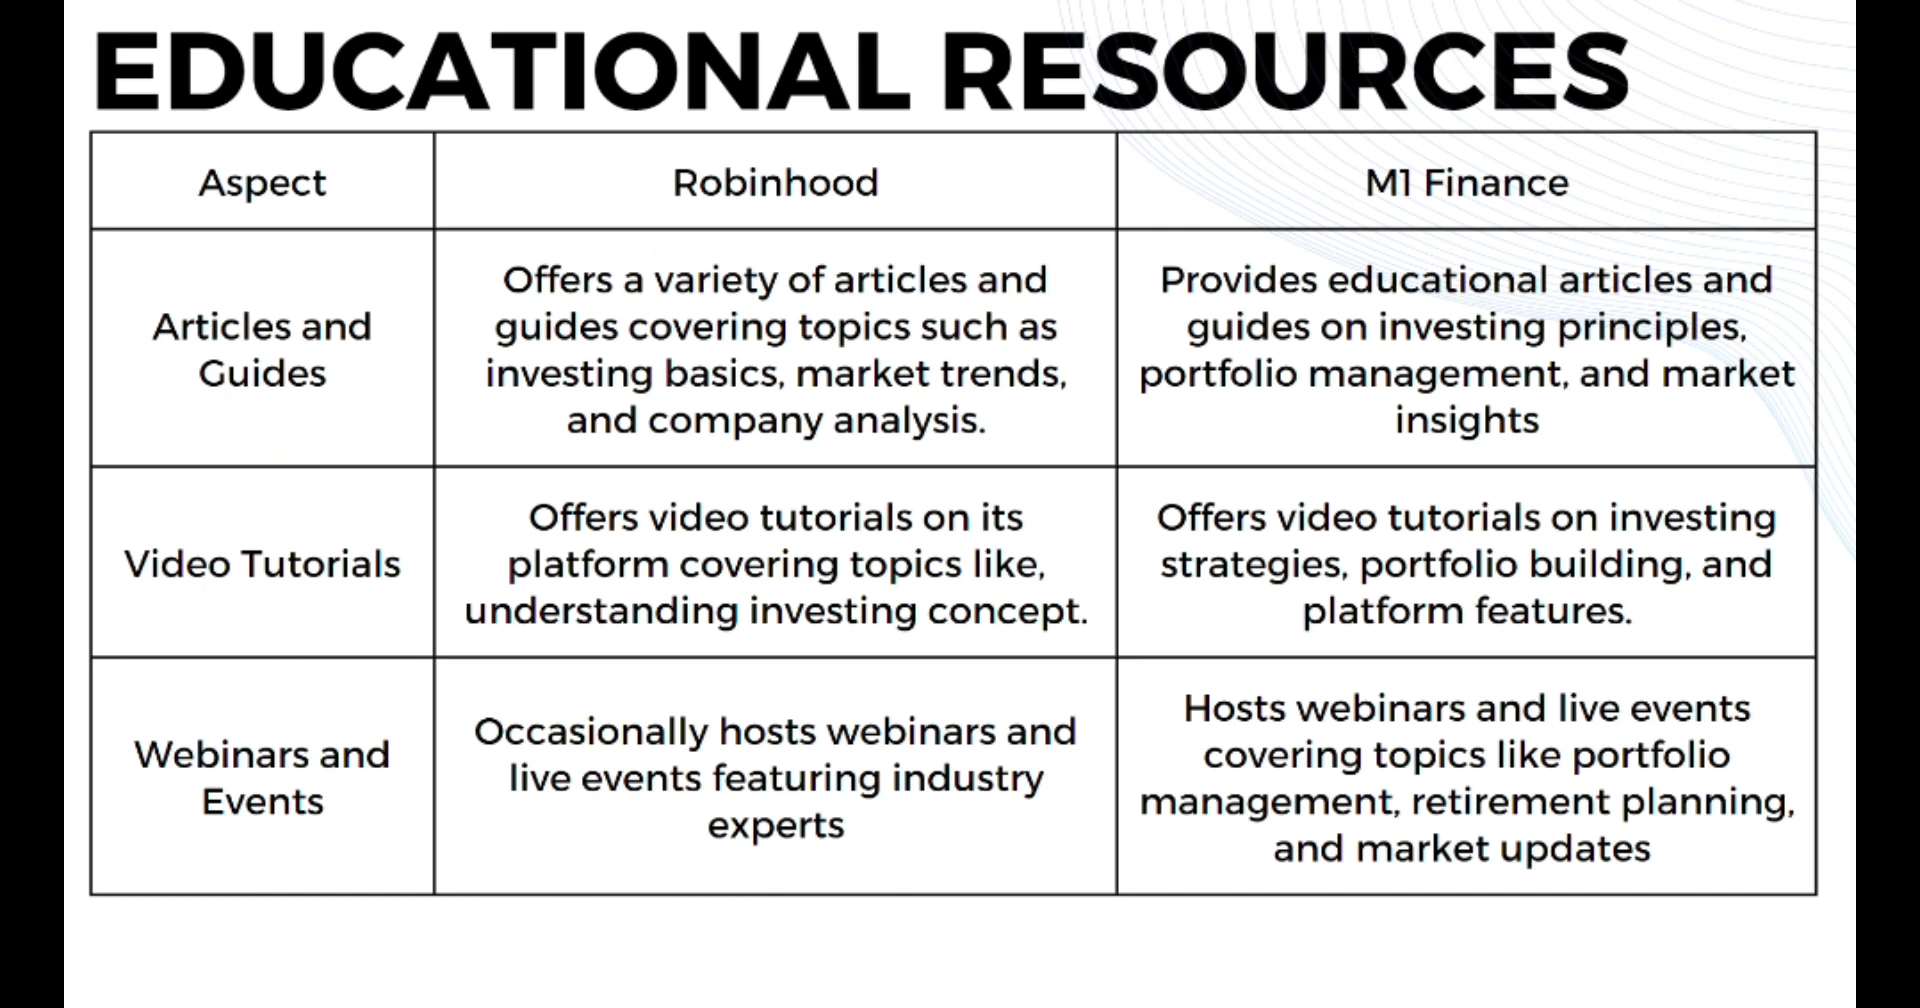 EDUCATIONAL RESOURCES
Aspect
Robinhood
M1 Finance
Articles and
Guides
Offers a variety of articles and
guides covering topics such as
investing basics, market trends,
and company analysis.
Provides educational articles and
guides on investing principles,
portfolio management, and market
insights
Video Tutorials
Offers video tutorials on its
platform covering topics like,
understanding investing concept.
Offers video tutorials on investing
strategies, portfolio building, and
platform features.
Webinars and
Events
Occasionally hosts webinars and
live events featuring industry
experts
Hosts webinars and live events
covering topics like portfolio
management, retirement planning,
and market updates